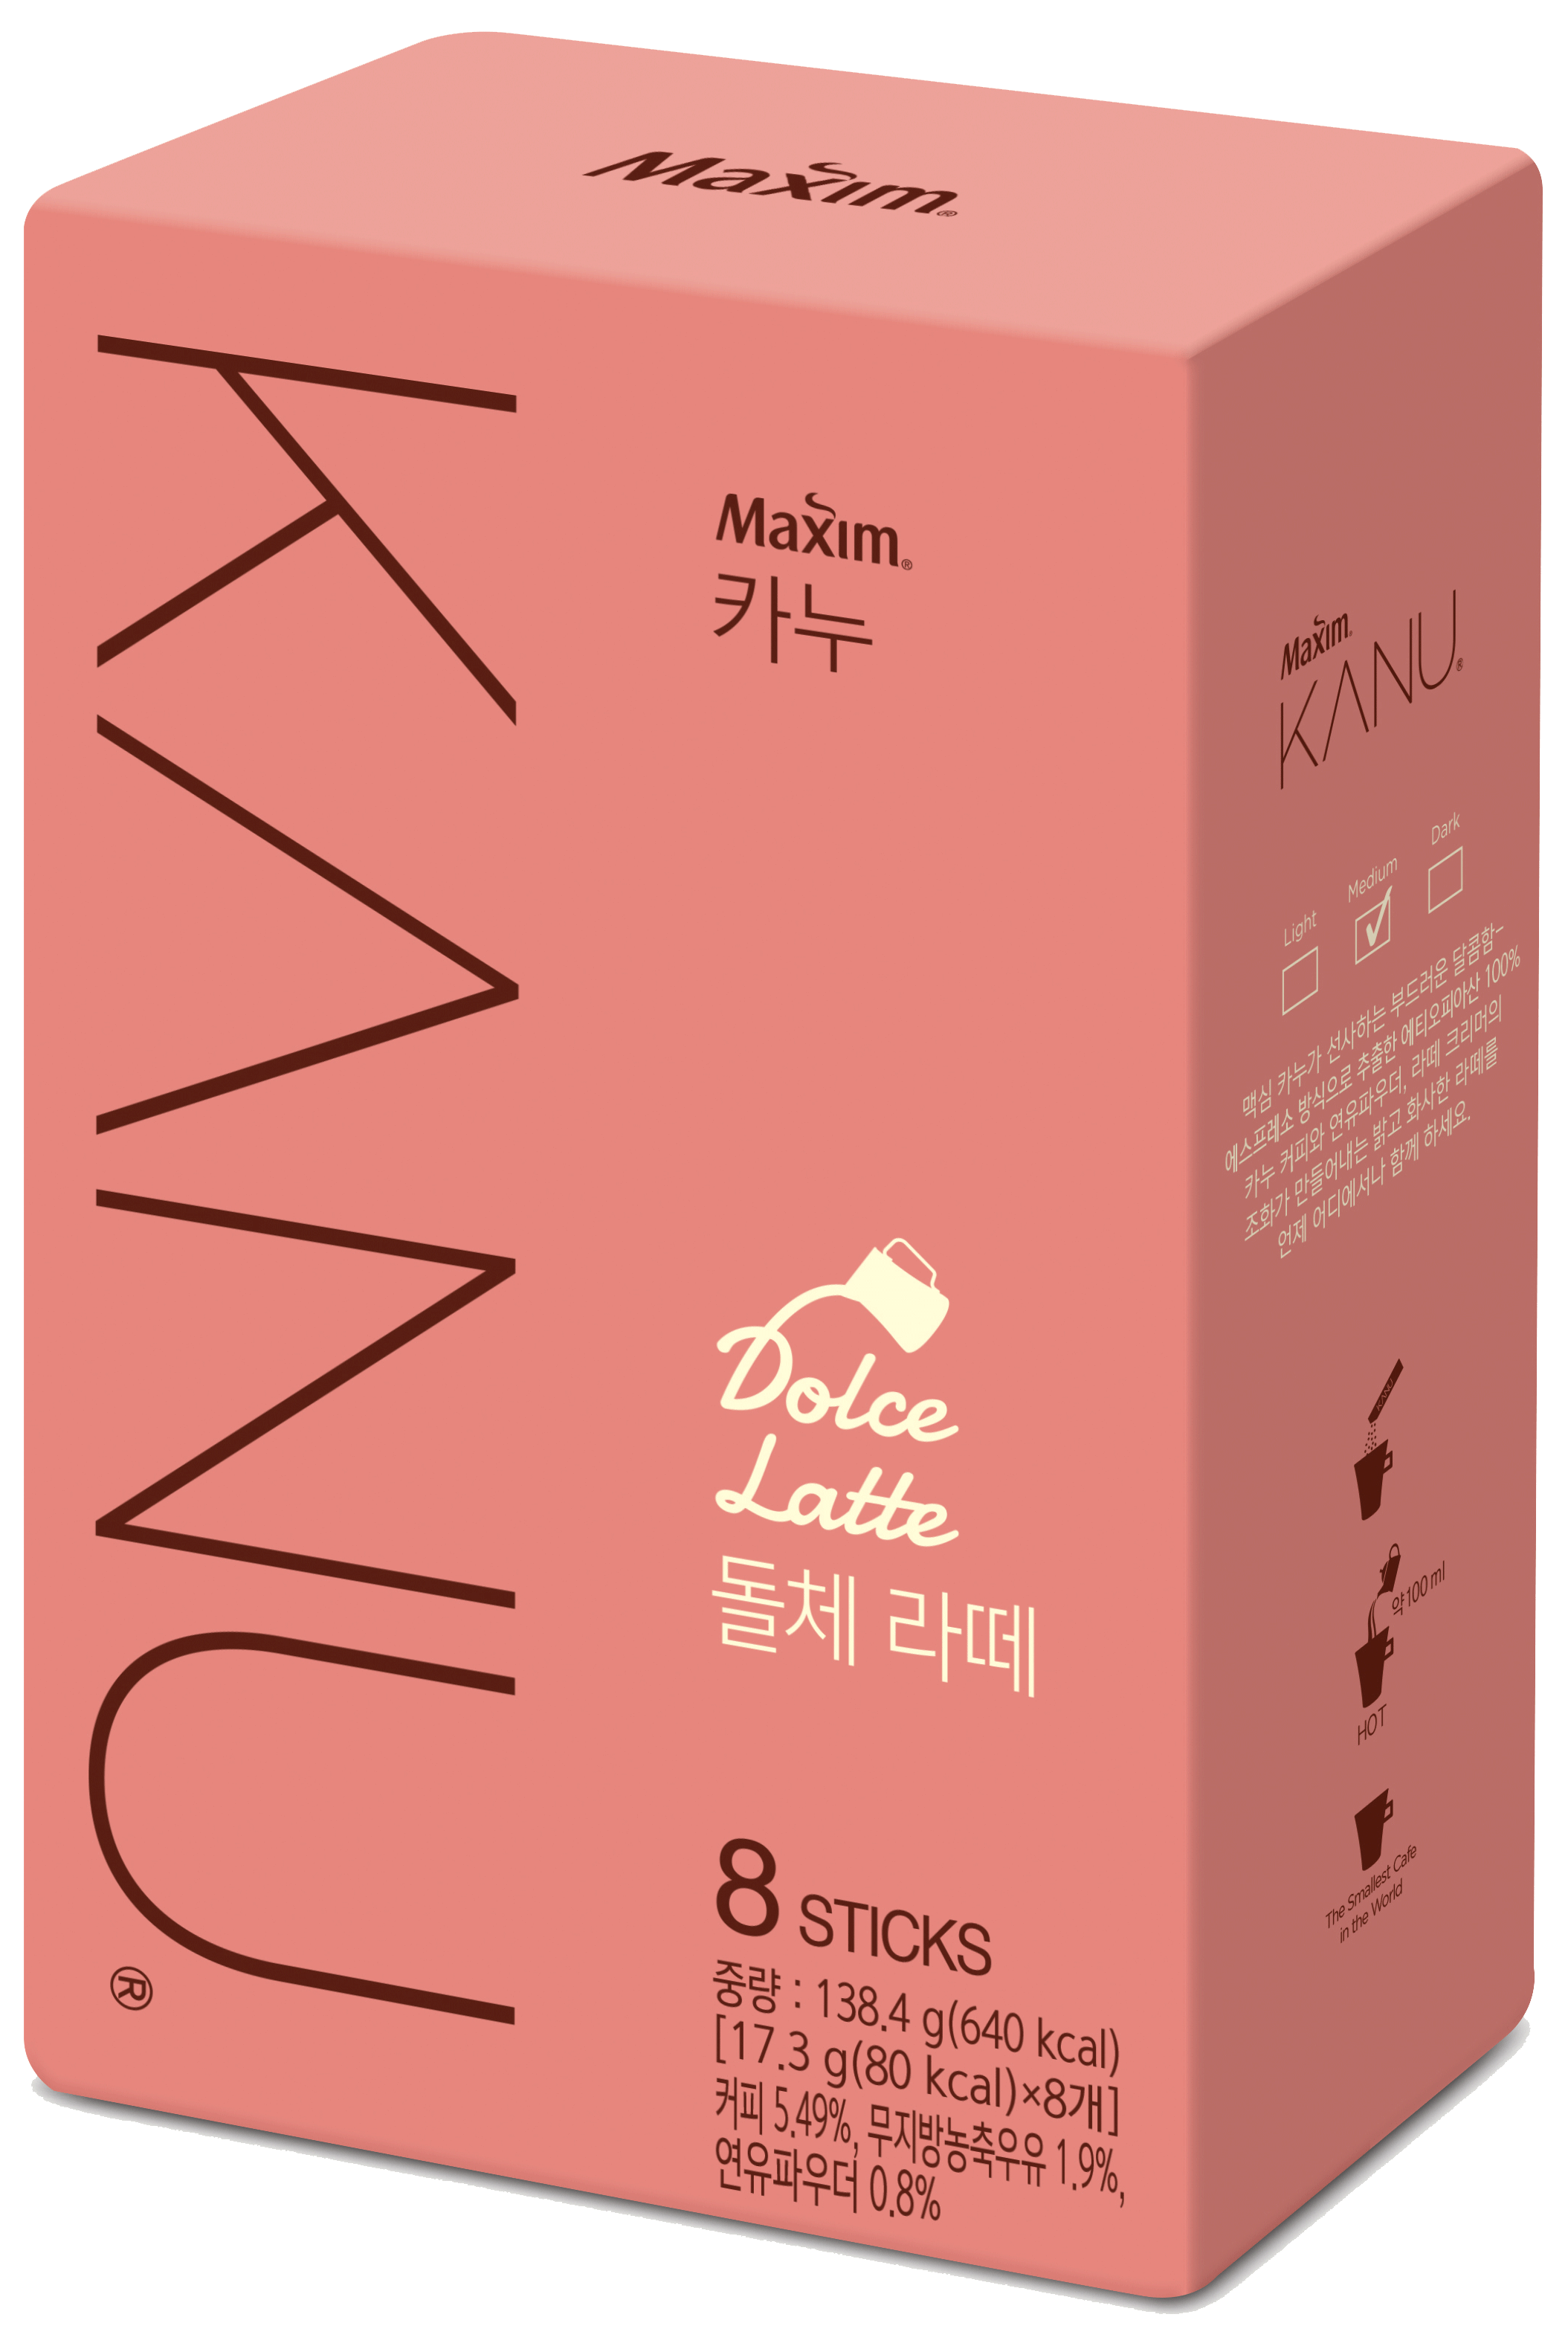 Maxim®
KANU®
Maxim®
카누
Dolce
Latte
돌체 라떼
8 STICKS
중량 : 138.4 g(640 kcal)
[17.3 g(80 kcal)×8개]
커피 5.49%, 무지방농축우유 1.9%,
연유파우더 0.8%
Maxim®
KANU®
Light Medium Dark
맥심 카누가 선사하는 부드러운 달콤함-
에스프레소 방식으로 추출한 에티오피아산 100%
카누 커피와 연유파우더, 라떼 크리머의
조화가 만들어내는 밝고 화사한 라떼를
언제 어디에서나 함께 하세요.
KANU
약 100 ml
HOT
The Smallest Cafe
in the World